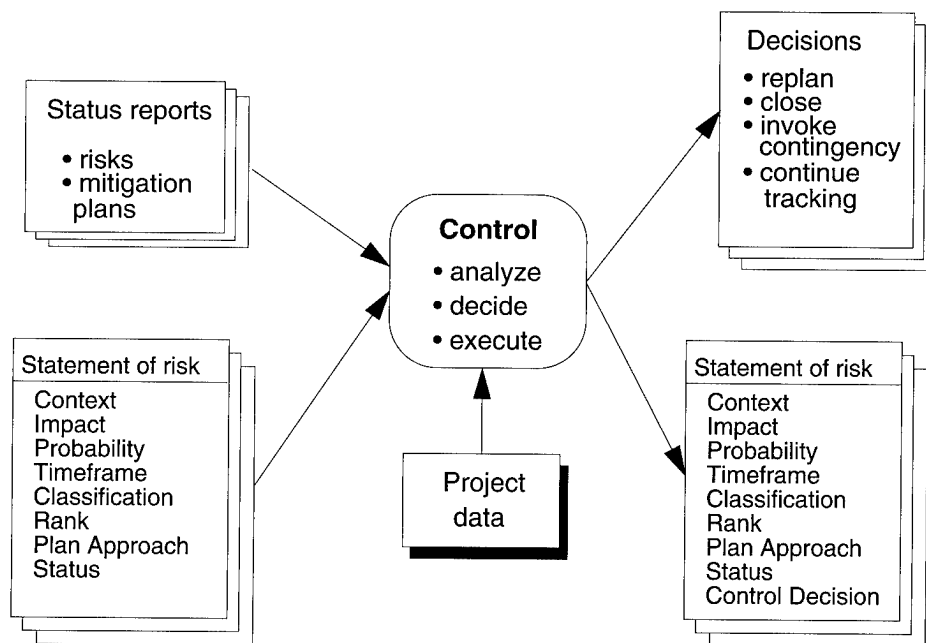 Status reports
• risks
• mitigation
plans
Statement of risk
Context
Impact
Probability
Timeframe
Classification
Rank
Plan Approach
Status
Control
• analyze
• decide
• execute
Project
data
Decisions
• replan
• close
• invoke
contingency
• continue
tracking
Statement of risk
Context
Impact
Probability
Timeframe
Classification
Rank
Plan Approach
Status
Control Decision